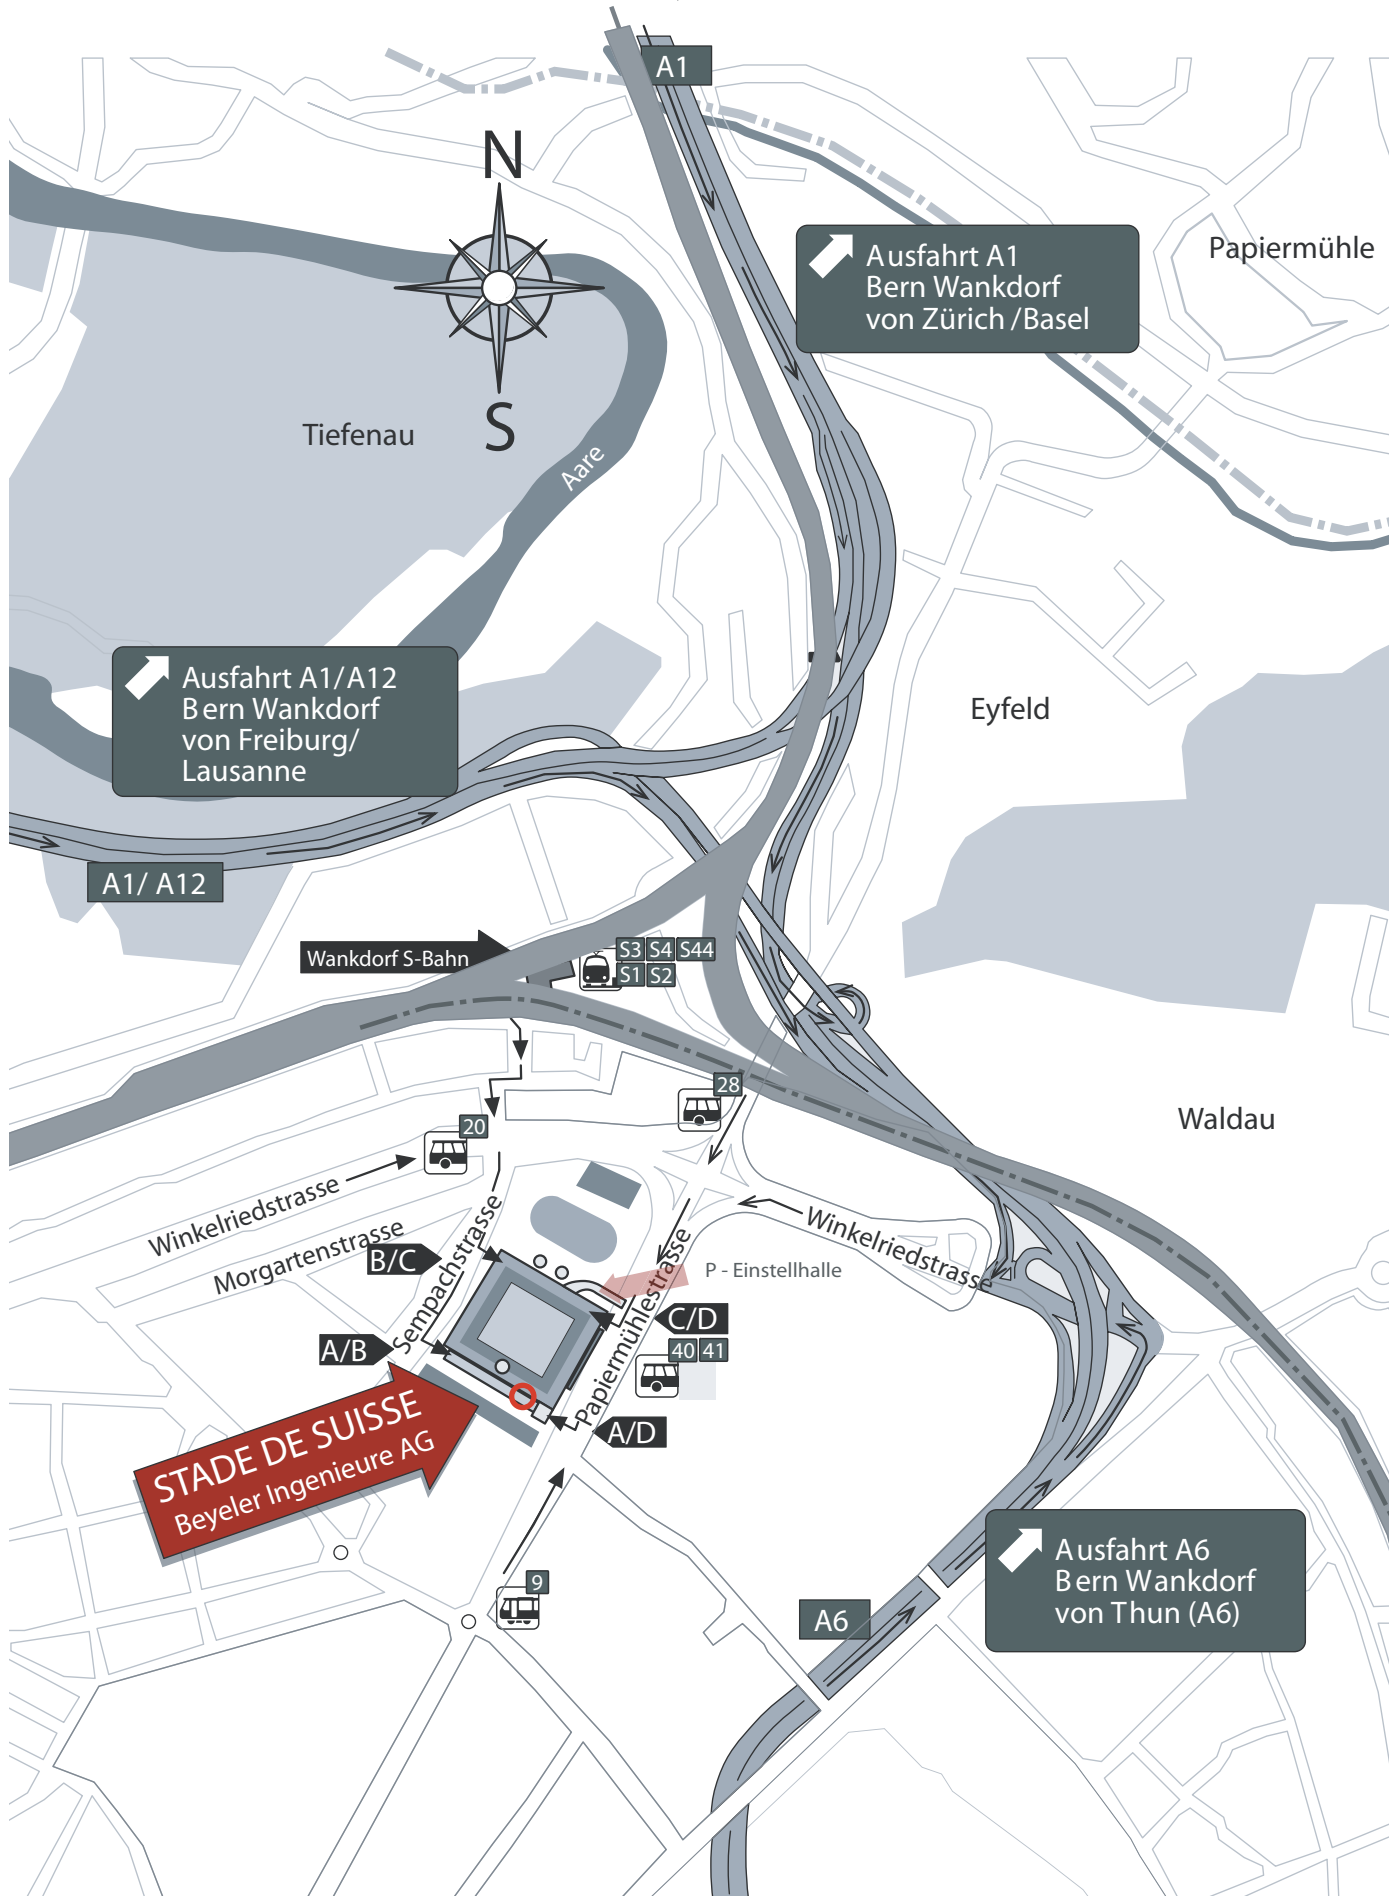 A1
N
Ausfahrt A1
Bern Wankdorf
von Zürich /Basel
Papiermühle
S
Tiefenau
Aare
Ausfahrt A1/A12
Bern Wankdorf
von Freiburg/
Lausanne
Eyfeld
A1/ A12
Wankdorf S-Bahn
S3 S4 S44
S1 S2
28
20
Waldau
Winkelriedstrasse
Morgartenstrasse
Sempachstrasse
Papiermühlestrasse
Winkelriedstrasse
B/C
P - Einstellhalle
C/D
A/B
40 41
A/D
STADE DE SUISSE
Beyeler Ingenieure AG
9
A6
Ausfahrt A6
Bern Wankdorf
von Thun (A6)